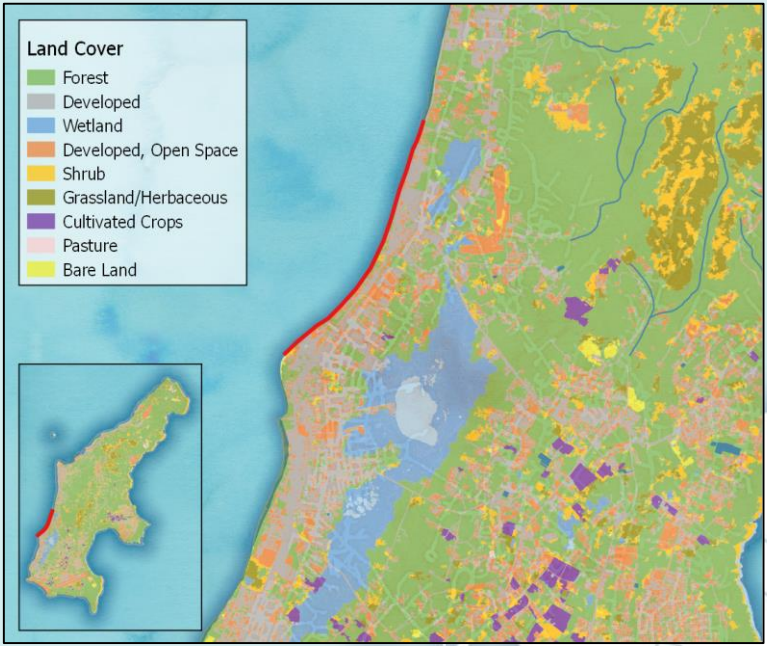 Land Cover
Forest
Developed
Wetland
Developed, Open Space
Shrub
Grassland/Herbaceous
Cultivated Crops
Pasture
Bare Land